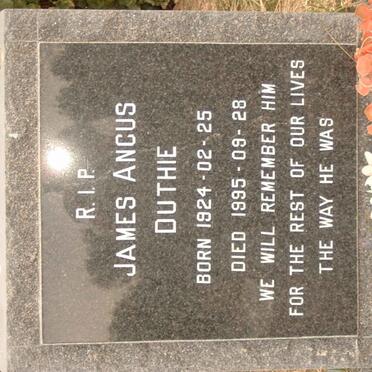 R.I.P.
JAMES ANGUS
DUTHIE
BORN 1924-02-25
DIED 1995-09-28
WE WILL REMEMBER HIM
FOR THE REST OF OUR LIVES
THE WAY HE WAS